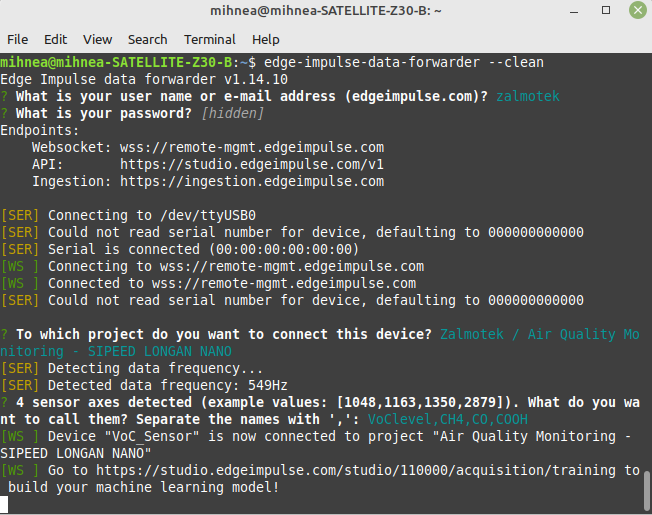 mihnea@mihnea-SATELLITE-Z30-B: ~
File Edit View Search Terminal Help
mihnea@mihnea-SATELLITE-Z30-B:~$ edge-impulse-data-forwarder --clean
Edge Impulse data forwarder v1.14.10
? What is your user name or e-mail address (edgeimpulse.com)? zalmotek
? What is your password? [hidden]
Endpoints:
    Websocket: wss://remote-mgmt.edgeimpulse.com
    API:       https://studio.edgeimpulse.com/v1
    Ingestion: https://ingestion.edgeimpulse.com

[SER] Connecting to /dev/ttyUSB0
[SER] Could not read serial number for device, defaulting to 000000000000
[SER] Serial is connected (00:00:00:00:00:00)
[WS ] Connecting to wss://remote-mgmt.edgeimpulse.com
[WS ] Connected to wss://remote-mgmt.edgeimpulse.com
[SER] Could not read serial number for device, defaulting to 000000000000

? To which project do you want to connect this device? Zalmotek / Air Quality Mo
nitoring - SIPEED LONGAN NANO
[SER] Detecting data frequency...
[SER] Detected data frequency: 549Hz
? 4 sensor axes detected (example values: [1048,1163,1350,2879]). What do you wa
nt to call them? Separate the names with ',': VoClevel,CH4,CO,COOH
[WS ] Device "VoC_Sensor" is now connected to project "Air Quality Monitoring -
SIPEED LONGAN NANO"
[WS ] Go to https://studio.edgeimpulse.com/studio/110000/acquisition/training to
 build your machine learning model!